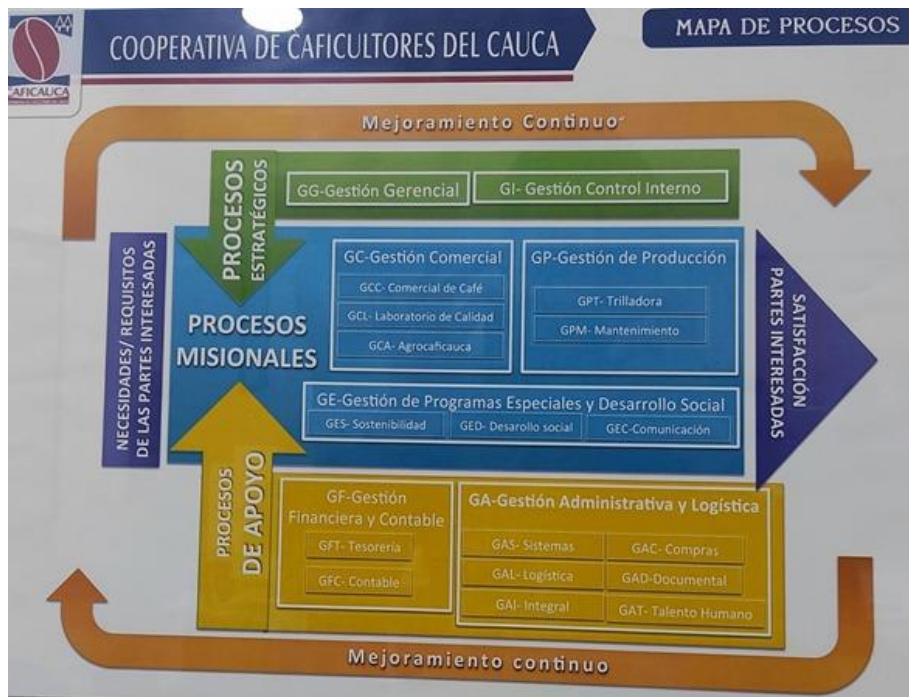 COOPERATIVA DE CAFICULTORES DEL CAUCA
MAPA DE PROCESOS
CAFICAUCA
Mejoramiento Continuo
PROCESOS
ESTRATÉGICOS
GG-Gestión Gerencial
GI- Gestión Control Interno
NECESIDADES/ REQUISITOS
DE LAS PARTES INTERESADAS
PROCESOS
MISIONALES
GC-Gestión Comercial
GCC- Comercial de Café
GCL- Laboratorio de Calidad
GCA- Agrocaficauca
GP-Gestión de Producción
GPT- Trilladora
GPM- Mantenimiento
GE-Gestión de Programas Especiales y Desarrollo Social
GES- Sostenibilidad
GED- Desarollo social
GEC-Comunicación
SATISFACCIÓN
PARTES INTERESADAS
PROCESOS
DE APOYO
GF-Gestión
Financiera y Contable
GFT- Tesorería
GFC- Contable
GA-Gestión Administrativa y Logística
GAS- Sistemas
GAC- Compras
GAL- Logística
GAD-Documental
GAI- Integral
GAT- Talento Humano
Mejoramiento continuo